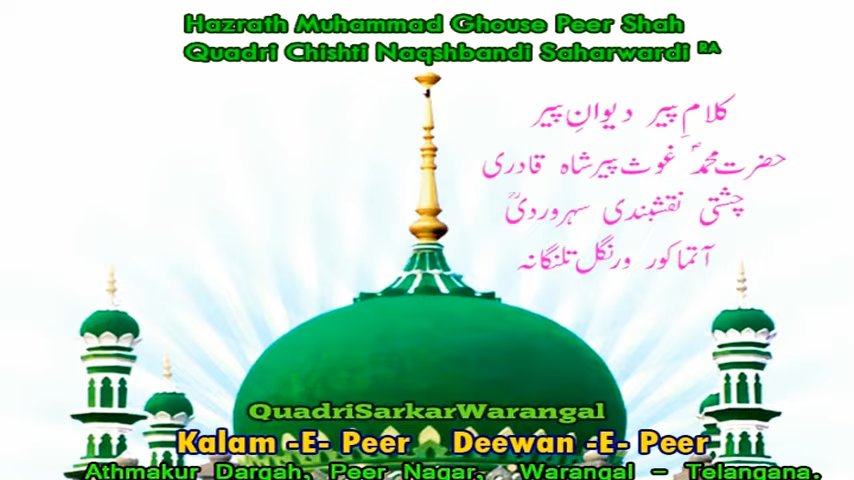 Hazrath Muhammad Ghouse Peer Shah
Quadri Chishti Naqshbandi Saharwardi RA
کلامِ پیر دیوانِ پیر
حضرت محمدؐ غوث پیر شاہ قادری
چشتی نقشبندی سہروردیؒ
آتماکور ورنگل تلنگانہ
QuadriSarkarWarangal
Kalam -E- Peer Deewan -E- Peer
Athmakur Dargah, Peer Nagar, Warangal - Telangana.